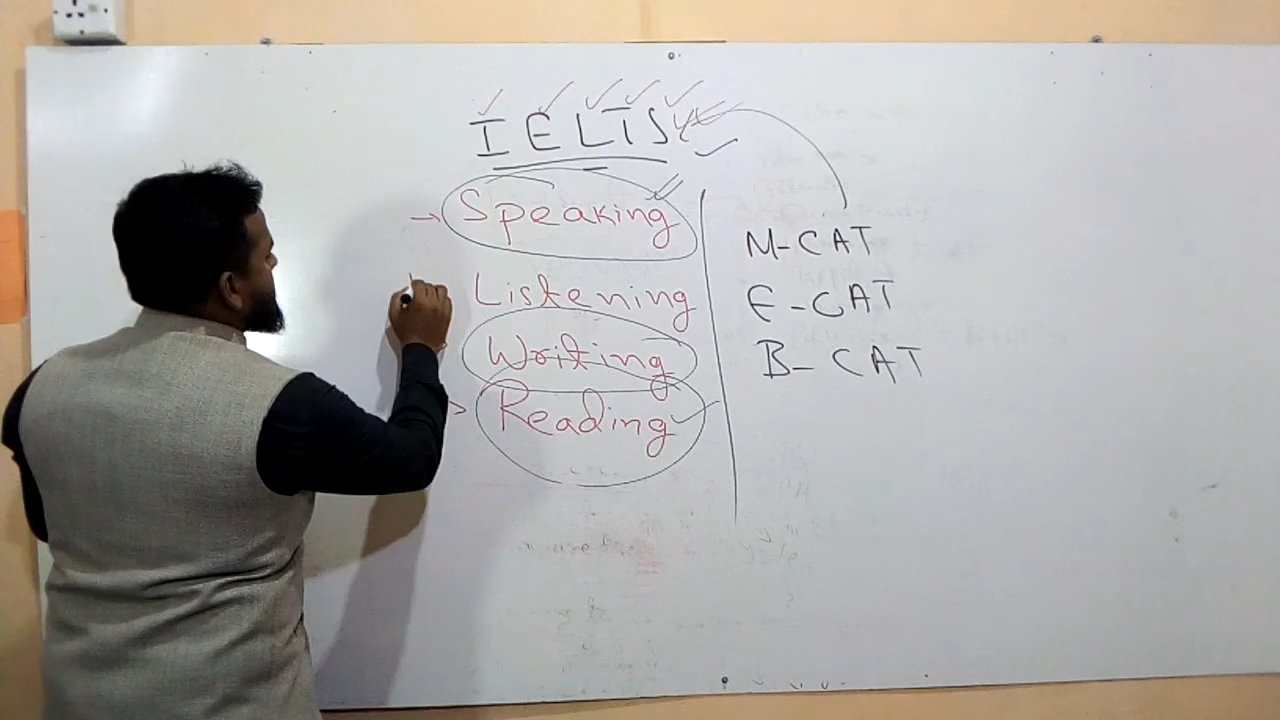 IELTS
Speaking
Listening
Writing
Reading
M-CAT
E-CAT
B-CAT